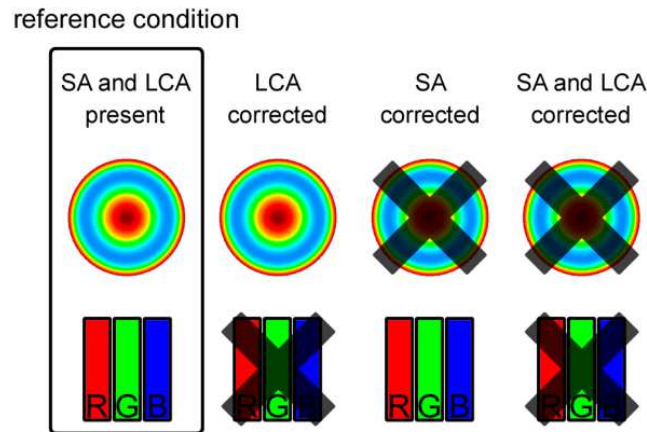 reference condition
SA and LCA
present
LCA
corrected
SA
corrected
SA and LCA
corrected
R G B
R G B
R G B
R G B